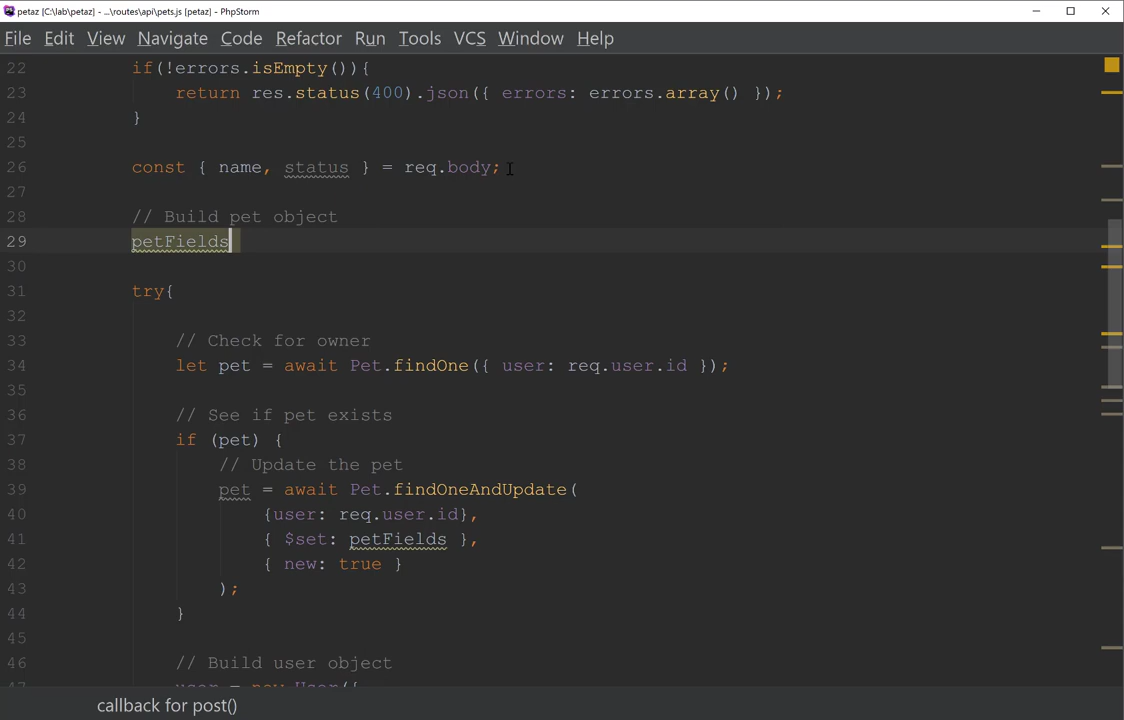 petaz [C:\lab\petaz] - ...\routes\api\pets.js [petaz] - PhpStorm
File Edit View Navigate Code Refactor Run Tools VCS Window Help
22 if(!errors.isEmpty()){
23 return res.status(400).json({ errors: errors.array() });
24 }
25
26 const { name, status } = req.body;
27
28 // Build pet object
29 petFields
30
31 try{
32
33 // Check for owner
34 let pet = await Pet.findOne({ user: req.user.id });
35
36 // See if pet exists
37 if (pet) {
38 // Update the pet
39 pet = await Pet.findOneAndUpdate(
40 {user: req.user.id},
41 { $set: petFields },
42 { new: true }
43 );
44 }
45
46 // Build user object
47 user = new User({
callback for post()